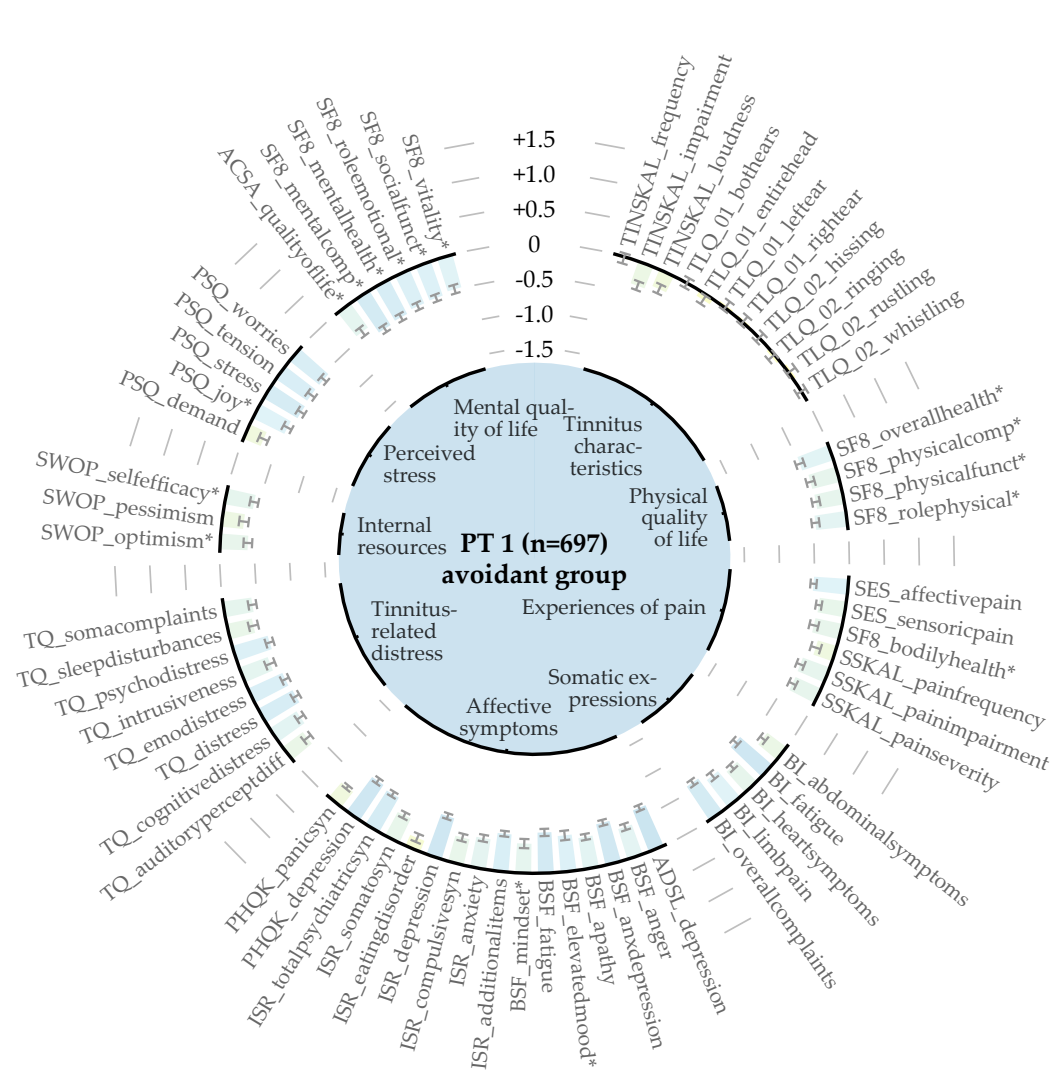 +1.5
+1.0
+0.5
0
-0.5
-1.0
-1.5
TINSKAL_frequency
TINSKAL_impairment
TINSKAL_loudness
TLQ_01_bothears
TLQ_01_entirehead
TLQ_01_leftear
TLQ_01_rightear
TLQ_02_hissing
TLQ_02_ringing
TLQ_02_rustling
TLQ_02_whistling
SF8_overallhealth*
SF8_physicalcomp*
SF8_physicalfunct*
SF8_rolephysical*
SES_affectivepain
SES_sensoricpain
SF8_bodilyhealth*
SSKAL_painfrequency
SSKAL_painimpairment
SSKAL_painseverity
BI_abdominalsymptoms
BI_fatigue
BI_heartsymptoms
BI_limbpain
BI_overallcomplaints
ADSL_depression
BSF_anger
BSF_anxdepression
BSF_apathy
BSF_elevatedmood*
BSF_fatigue
BSF_mindset*
ISR_additionalitems
ISR_anxiety
ISR_compulsivesyn
ISR_depression
ISR_eatingdisorder
ISR_somatosyn
ISR_totalpsychiatricsyn
PHQK_depression
PHQK_panicsyn
TQ_auditoryperceptdiff
TQ_cognitivedistress
TQ_distress
TQ_emodistress
TQ_intrusiveness
TQ_psychodistress
TQ_sleepdisturbances
TQ_somacomplaints
SWOP_optimism*
SWOP_pessimism
SWOP_selfefficacy*
PSQ_demand
PSQ_joy*
PSQ_stress
PSQ_tension
PSQ_worries
ACSA_qualityoflife*
SF8_mentalcomp*
SF8_mentalhealth*
SF8_roleemotional*
SF8_socialfunct*
SF8_vitality*
Mental qual-
ity of life
Tinnitus
charac-
teristics
Perceived
stress
Physical
quality
of life
Internal
resources
PT 1 (n=697)
avoidant group
Tinnitus-
related
distress
Experiences of pain
Somatic ex-
pressions
Affective
symptoms